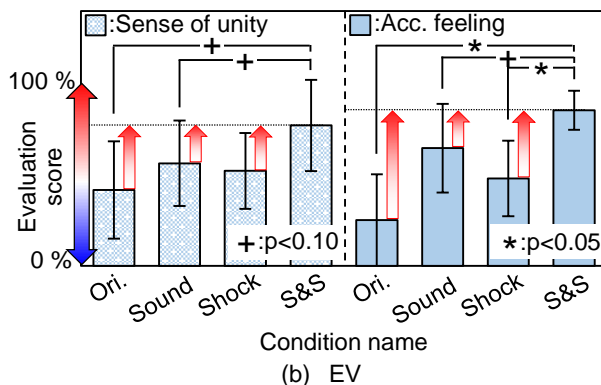 :Sense of unity
:Acc. feeling
+
+
*
+
*
100 %
Evaluation
score
0 %
+:p<0.10
*:p<0.05
Ori.
Sound
Shock
S&S
Ori.
Sound
Shock
S&S
Condition name
(b) EV